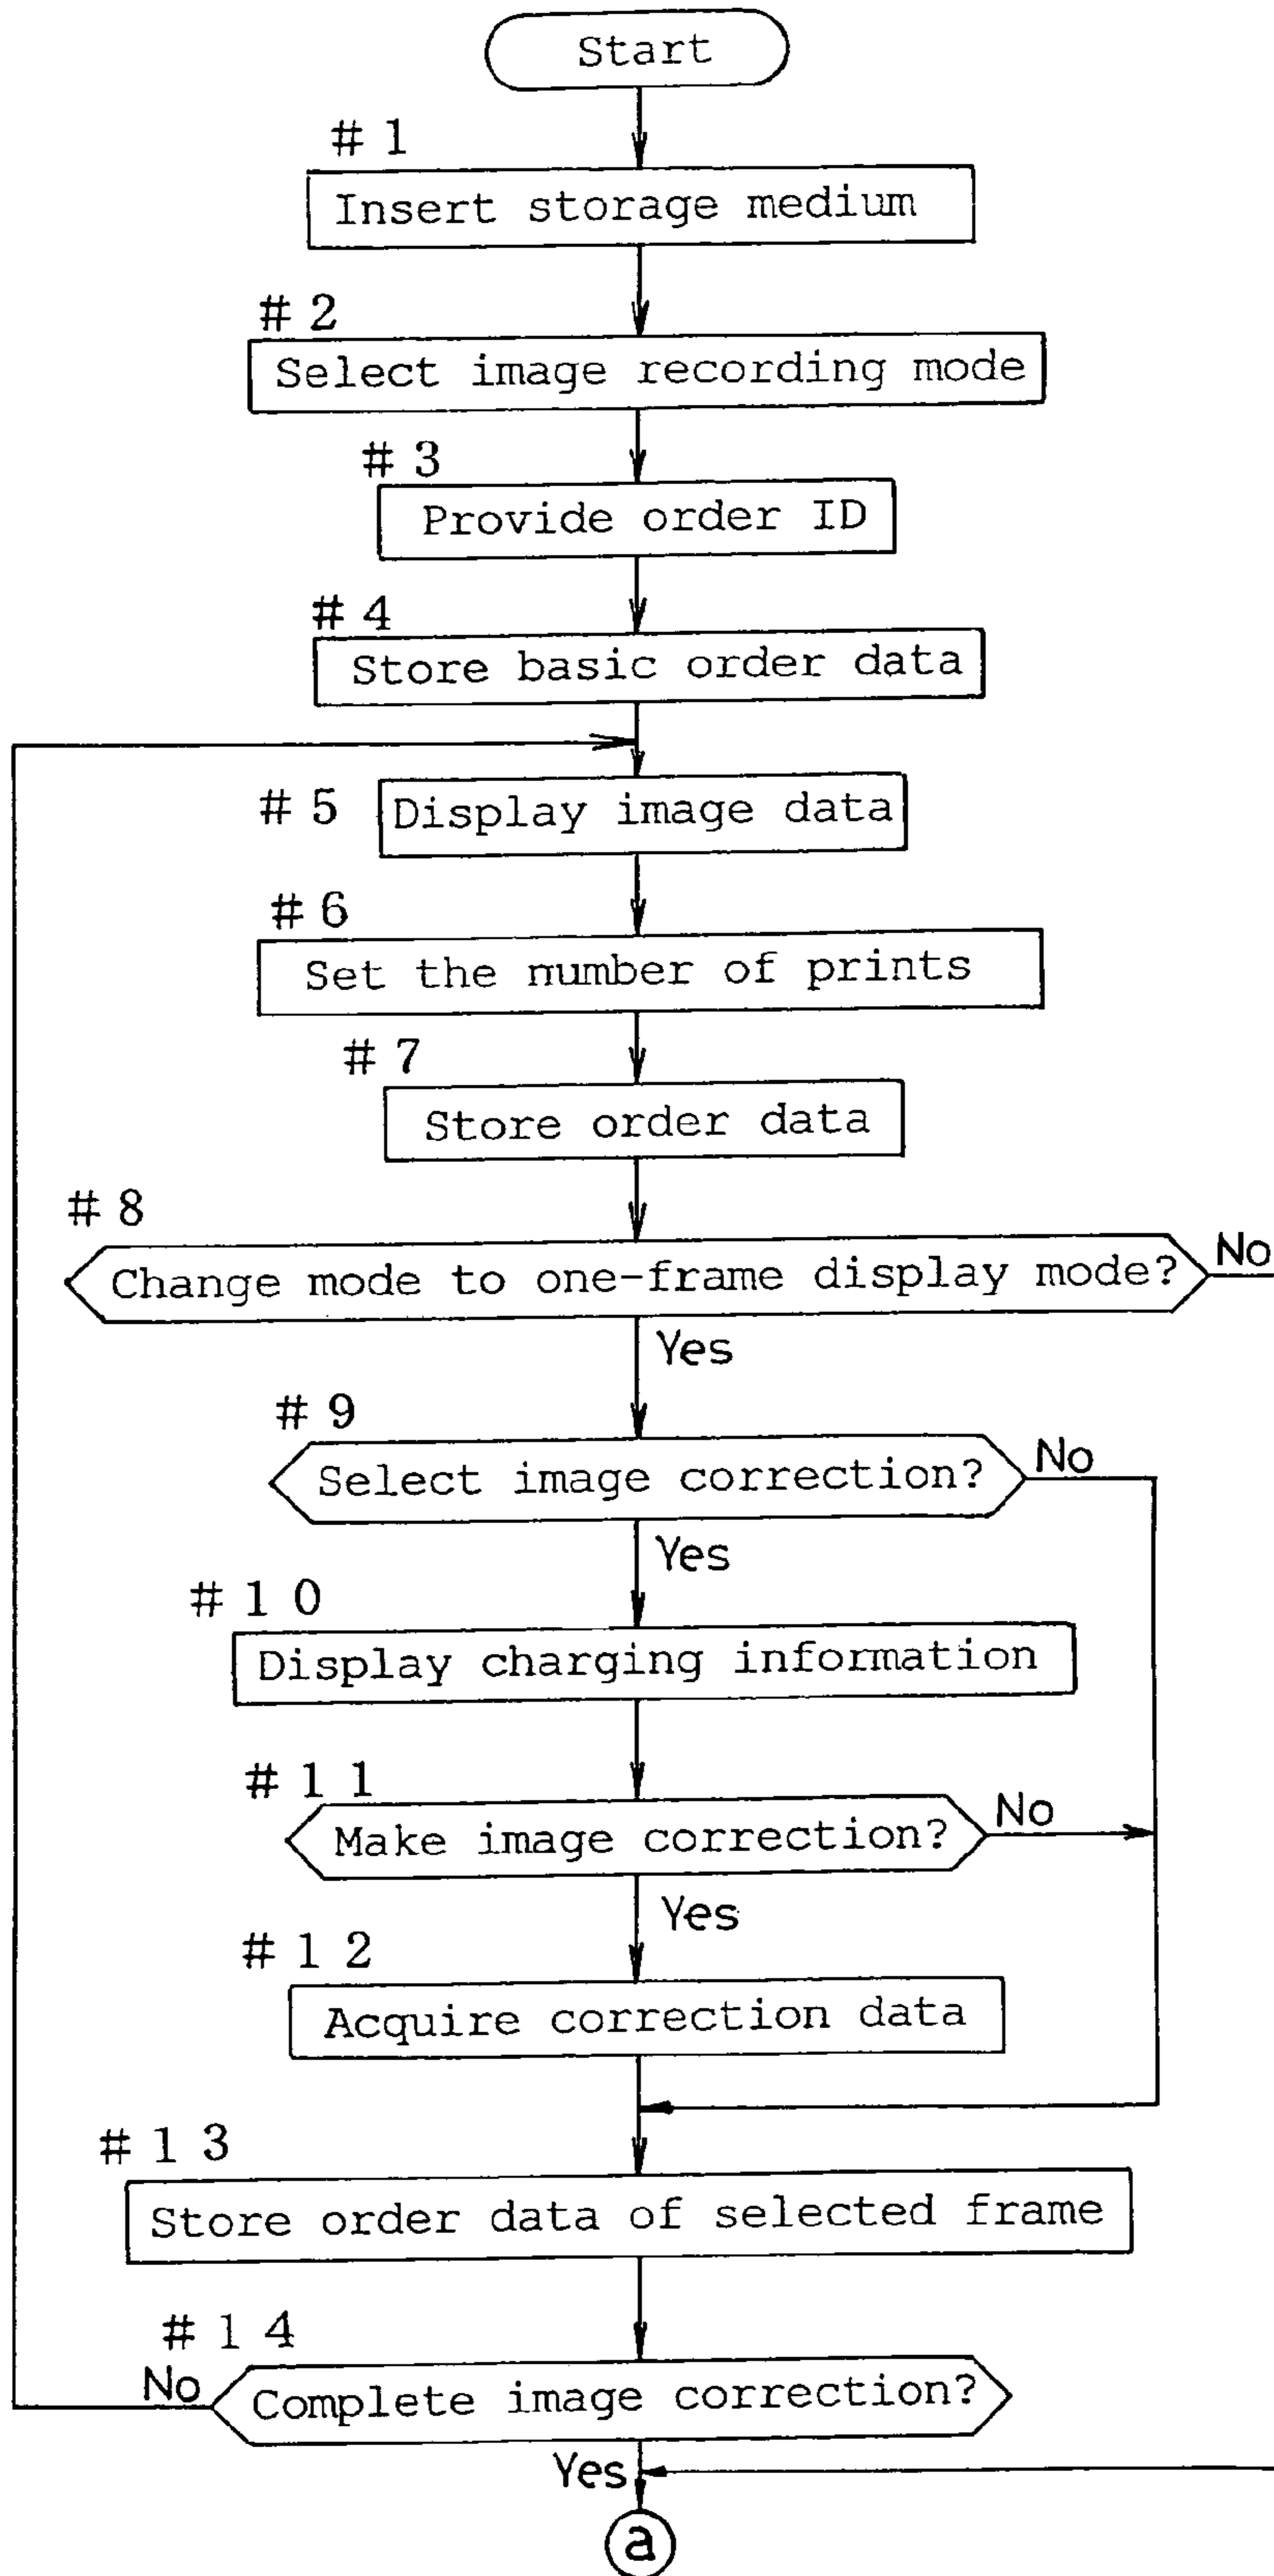 Start
# 1
Insert storage medium
# 2
Select image recording mode
# 3
Provide order ID
# 4
Store basic order data
# 5
Display image data
# 6
Set the number of prints
# 7
Store order data
# 8
Change mode to one-frame display mode?
No
Yes
# 9
Select image correction?
No
Yes
# 1 0
Display charging information
# 1 1
Make image correction?
No
Yes
# 1 2
Acquire correction data
# 1 3
Store order data of selected frame
# 1 4
No
Complete image correction?
Yes
a